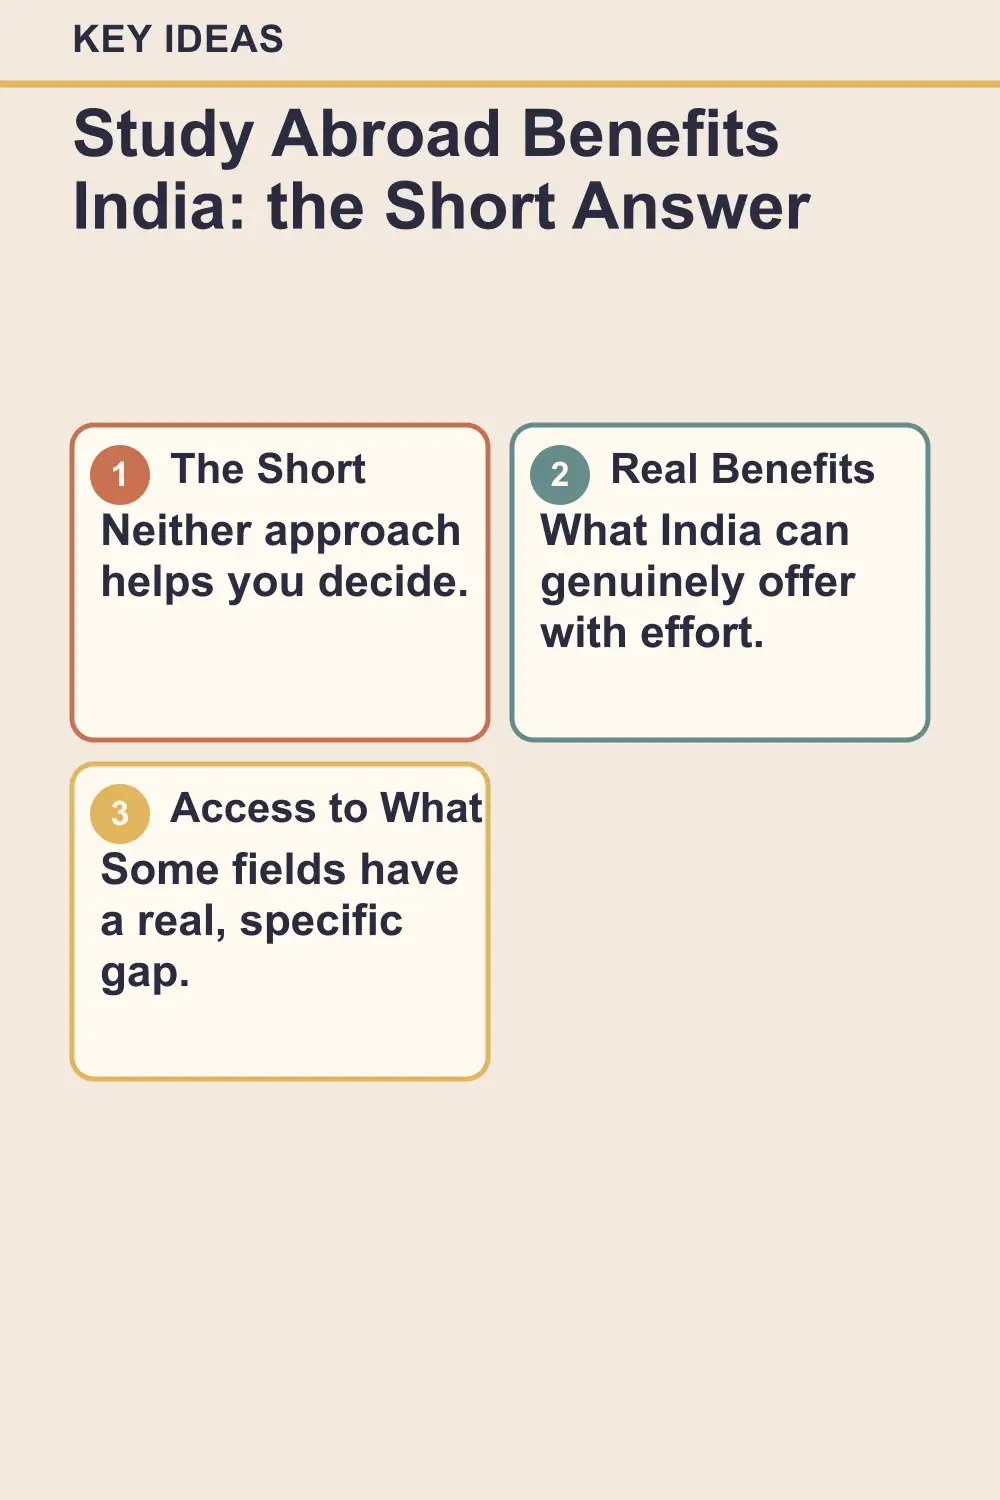 KEY IDEAS
Study Abroad Benefits
India: the Short Answer
1 The Short
Neither approach
helps you decide.
2 Real Benefits
What India can
genuinely offer
with effort.
3 Access to What
Some fields have
a real, specific
gap.